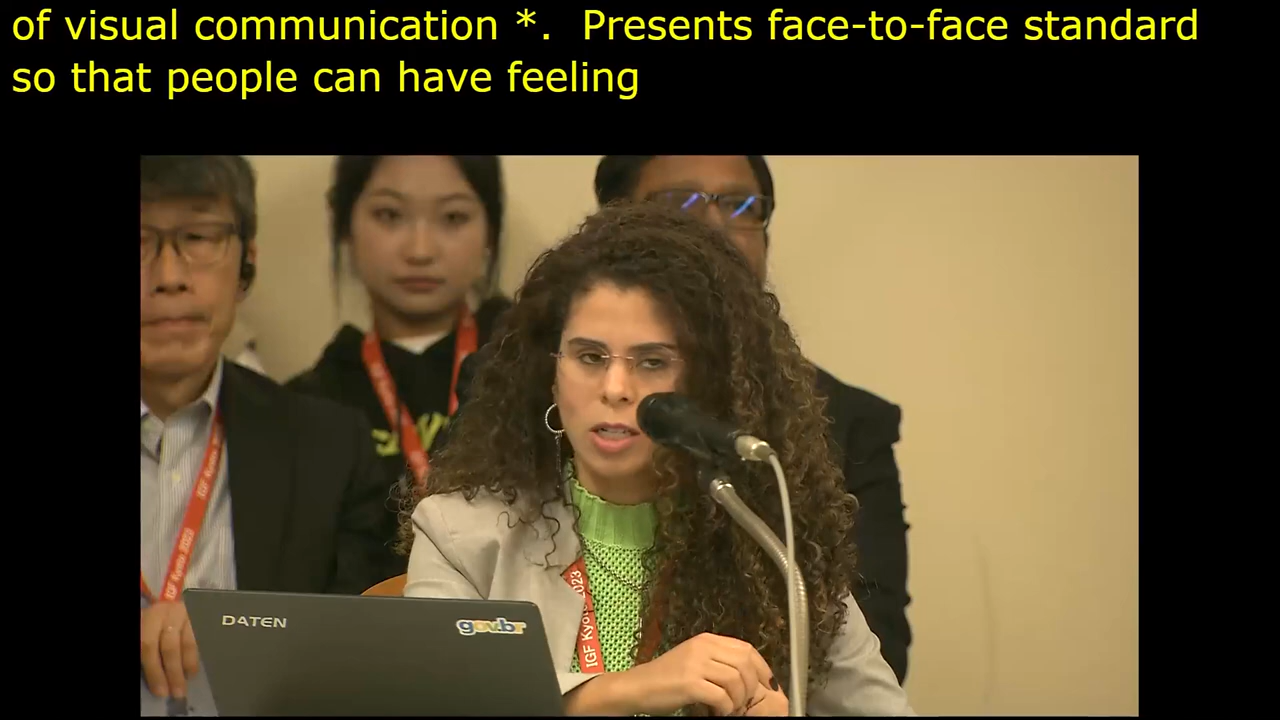 of visual communication *.  Presents face-to-face standard
so that people can have feeling
IGF Kyoto 2023
IGF Kyoto 2023
DATEN
gov.br